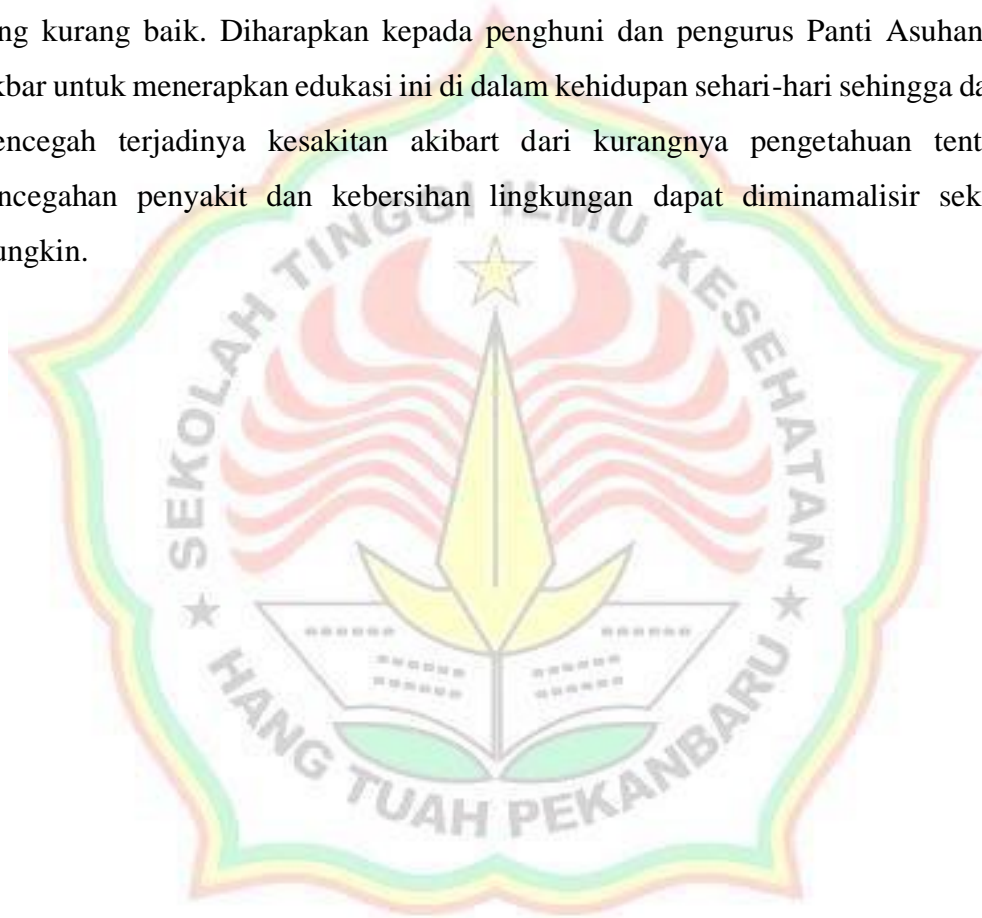 ng kurang baik. Diharapkan kepada penghuni dan pengurus Panti Asuhan
kbar untuk menerapkan edukasi ini di dalam kehidupan sehari-hari sehingga da
encegah terjadinya kesakitan akibart dari kurangnya pengetahuan tent
ncegahan penyakit dan kebersihan lingkungan dapat diminamalisir sek
ungkin.
SEKOLAH TINGGI ILMU KESEHATAN
HANG TUAH PEKANBARU